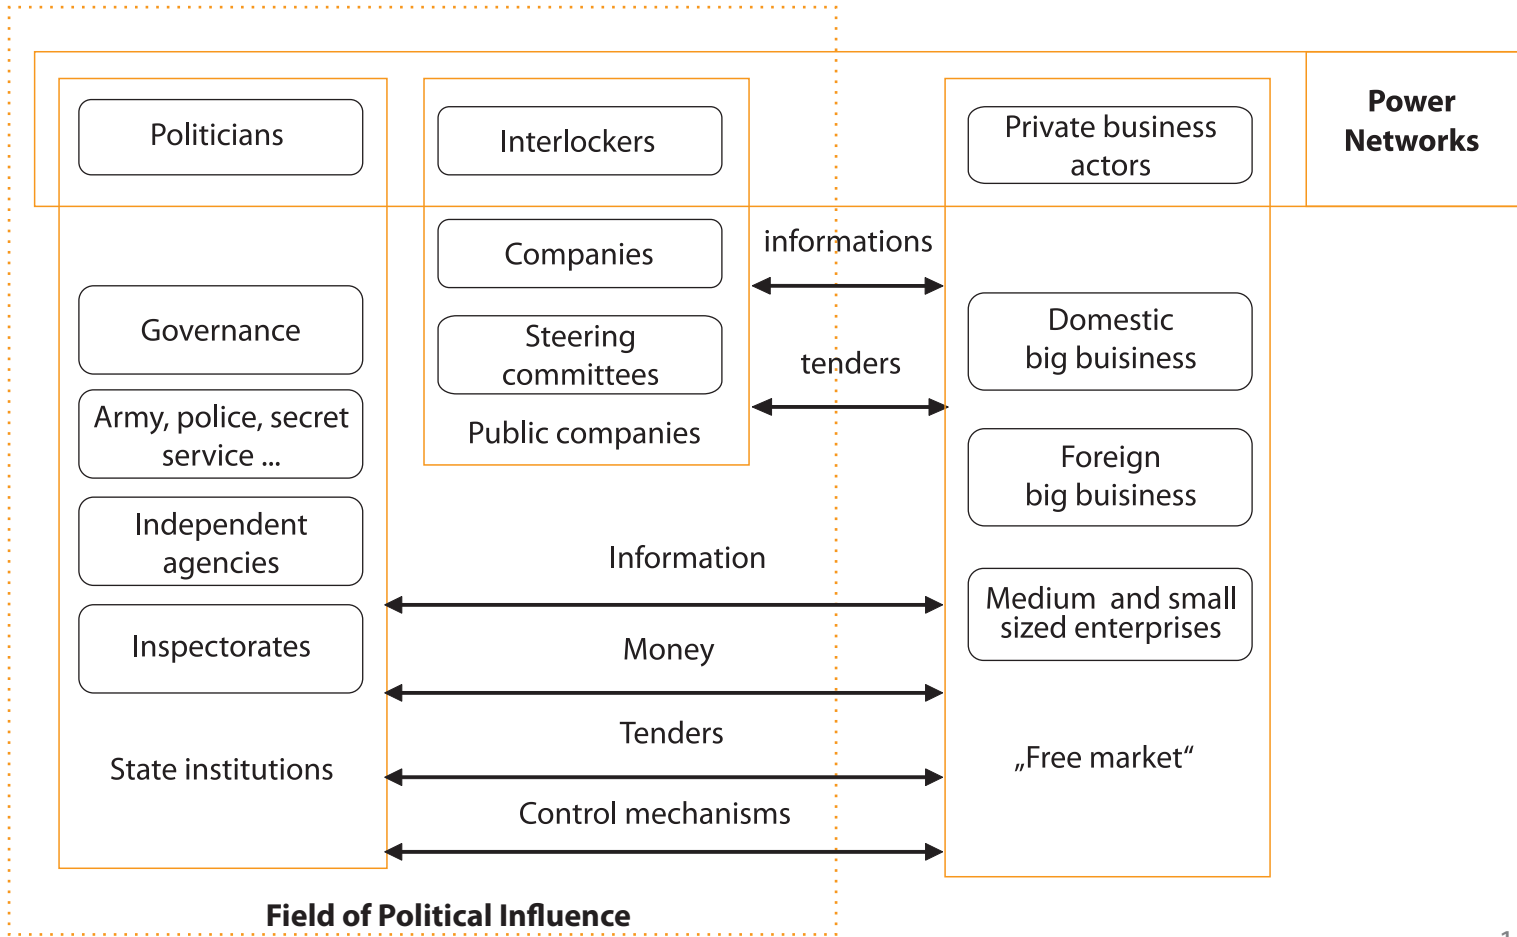 Politicians
Interlockers
Private business
actors
Power
Networks
Companies
informations
Governance
Steering
committees
tenders
Domestic
big buisiness
Army, police, secret
service ...
Public companies
Foreign
big buisiness
Independent
agencies
Information
Medium and small
sized enterprises
Inspectorates
Money
Tenders
State institutions
„Free market“
Control mechanisms
Field of Political Influence